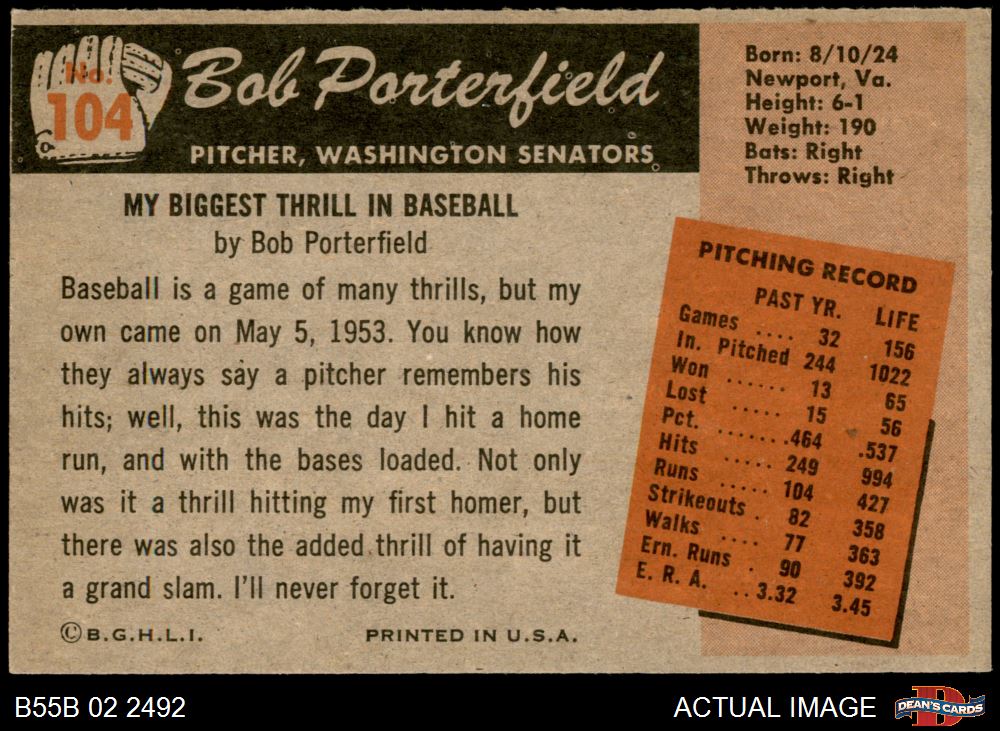 No.
104
Bob Porterfield
PITCHER, WASHINGTON SENATORS
Born: 8/10/24
Newport, Va.
Height: 6-1
Weight: 190
Bats: Right
Throws: Right
MY BIGGEST THRILL IN BASEBALL
by Bob Porterfield
Baseball is a game of many thrills, but my
own came on May 5, 1953. You know how
they always say a pitcher remembers his
hits; well, this was the day I hit a home
run, and with the bases loaded. Not only
was it a thrill hitting my first homer, but
there was also the added thrill of having it
a grand slam. I'll never forget it.
©B.G.H.L.I. PRINTED IN U.S.A.
PITCHING RECORD
PAST YR. LIFE
Games .... 32 156
In. Pitched 244 1022
Won ...... 13 65
Lost ..... 15 56
Pct. .......464 .537
Hits ..... 249 994
Runs ..... 104 427
Strikeouts . 82 358
Walks .... 77 363
Ern. Runs . 90 392
E. R. A. ..3.32 3.45
B55B 02 2492
ACTUAL IMAGE
D
DEAN'S CARDS